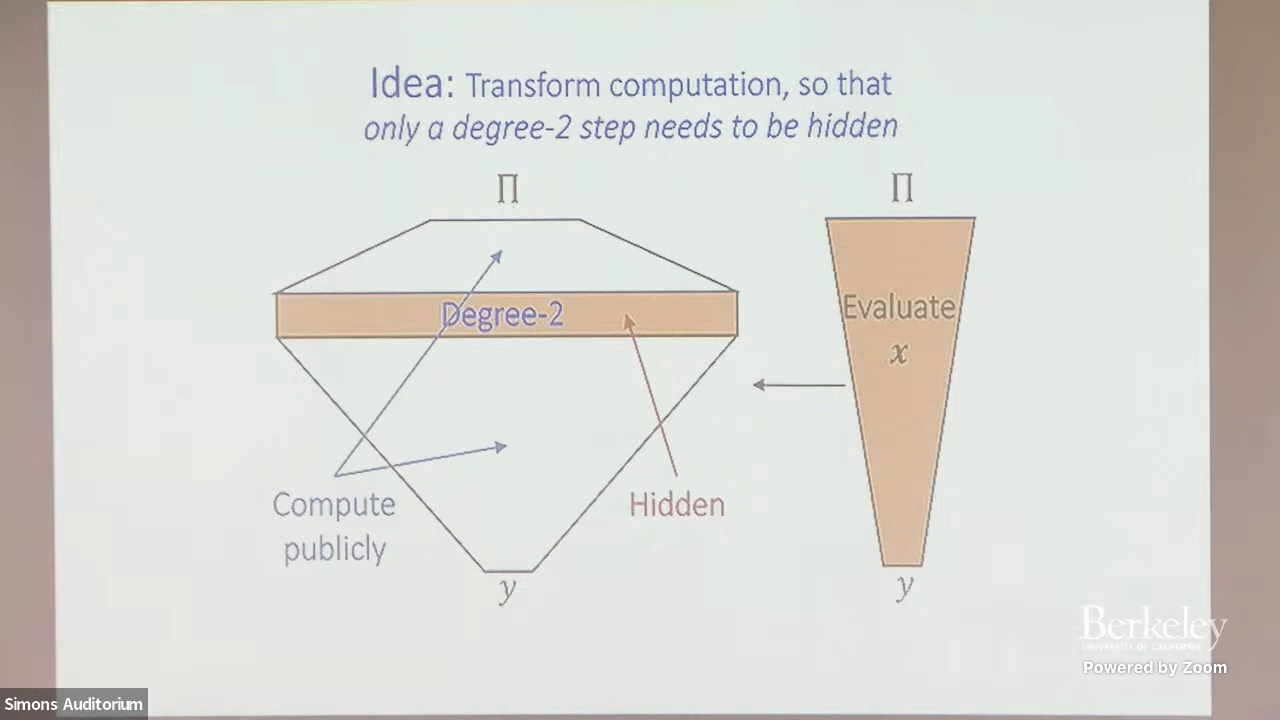 Idea: Transform computation, so that
only a degree-2 step needs to be hidden
Π
Π
Degree-2
Evaluate
x
Compute
publicly
Hidden
y
y
Berkeley
UNIVERSITY OF CALIFORNIA
Powered by Zoom
Simons Auditorium